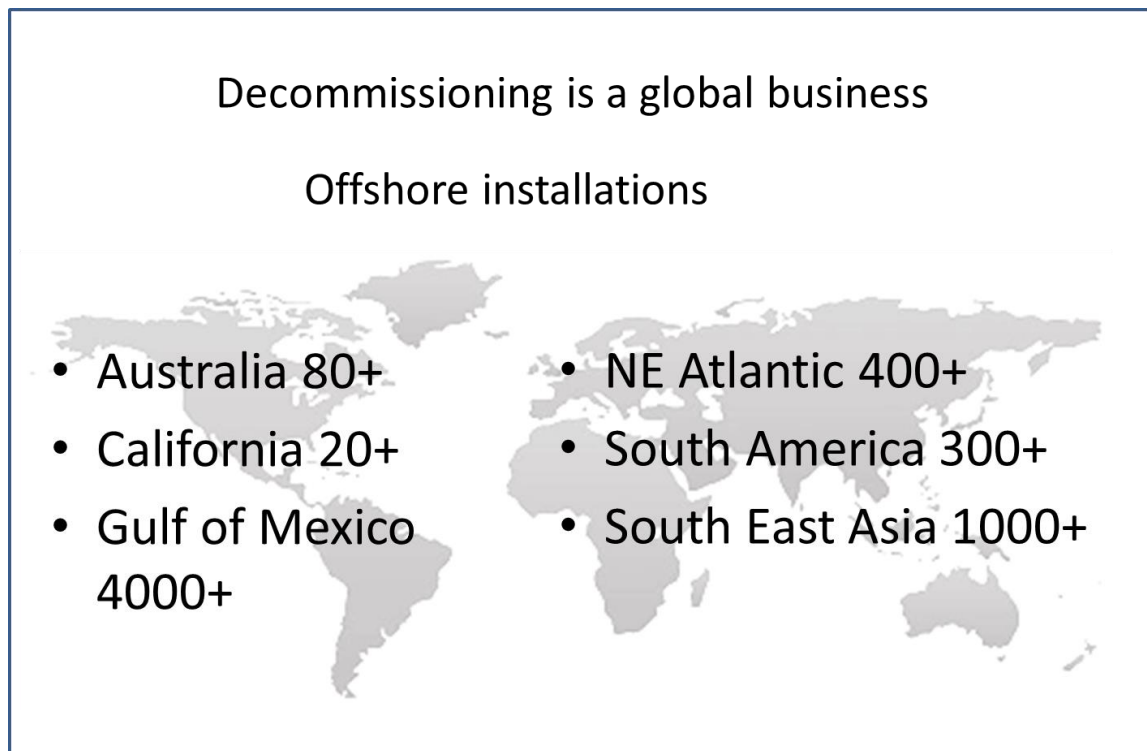 Decommissioning is a global business
Offshore installations
• Australia 80+
• California 20+
• Gulf of Mexico
4000+
• NE Atlantic 400+
• South America 300+
• South East Asia 1000+